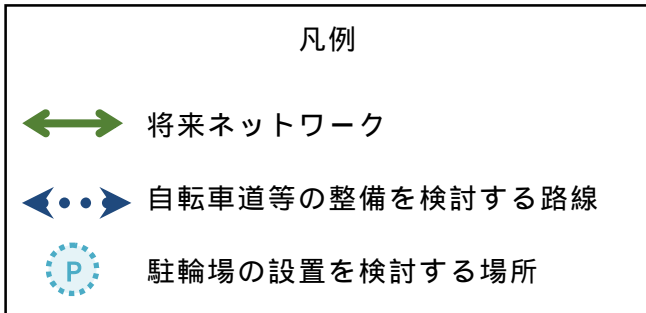 凡例
将来ネットワーク
自転車道等の整備を検討する路線
P
駐輪場の設置を検討する場所